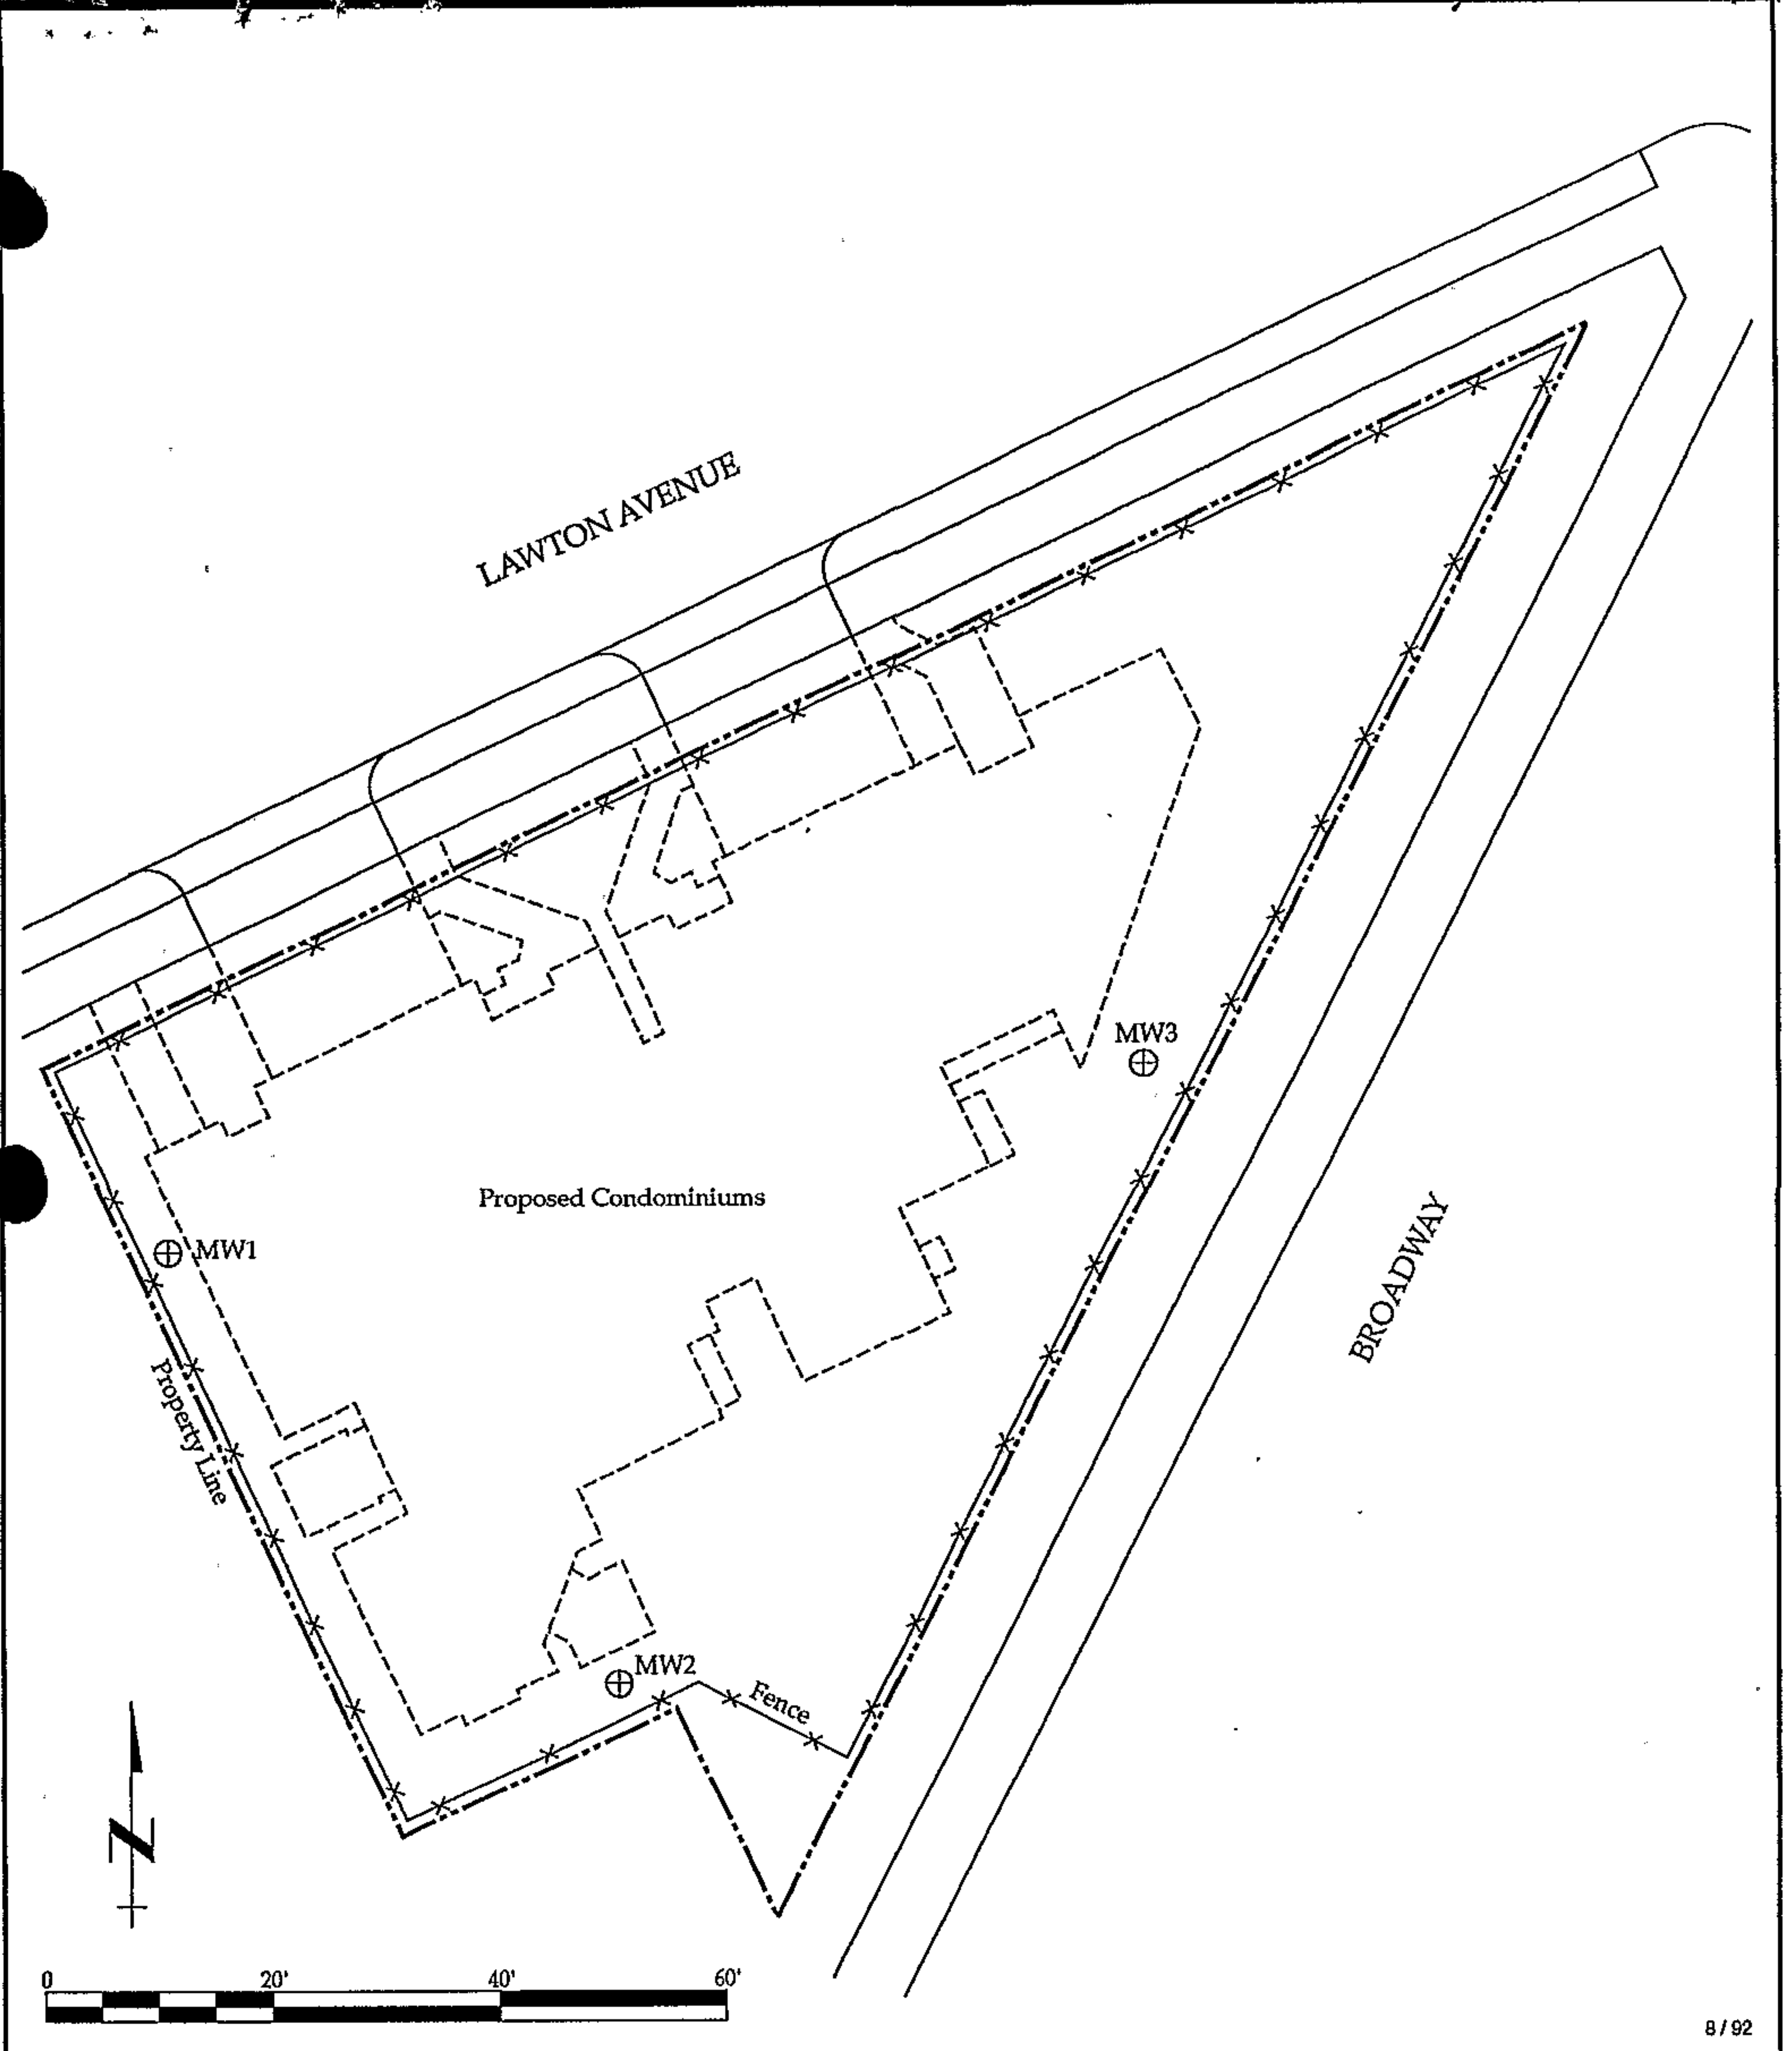 LAWTON AVENUE
MW3
Proposed Condominiums
MW1
BROADWAY
Property Line
MW2
Fence
N
0 20' 40' 60'
8/92